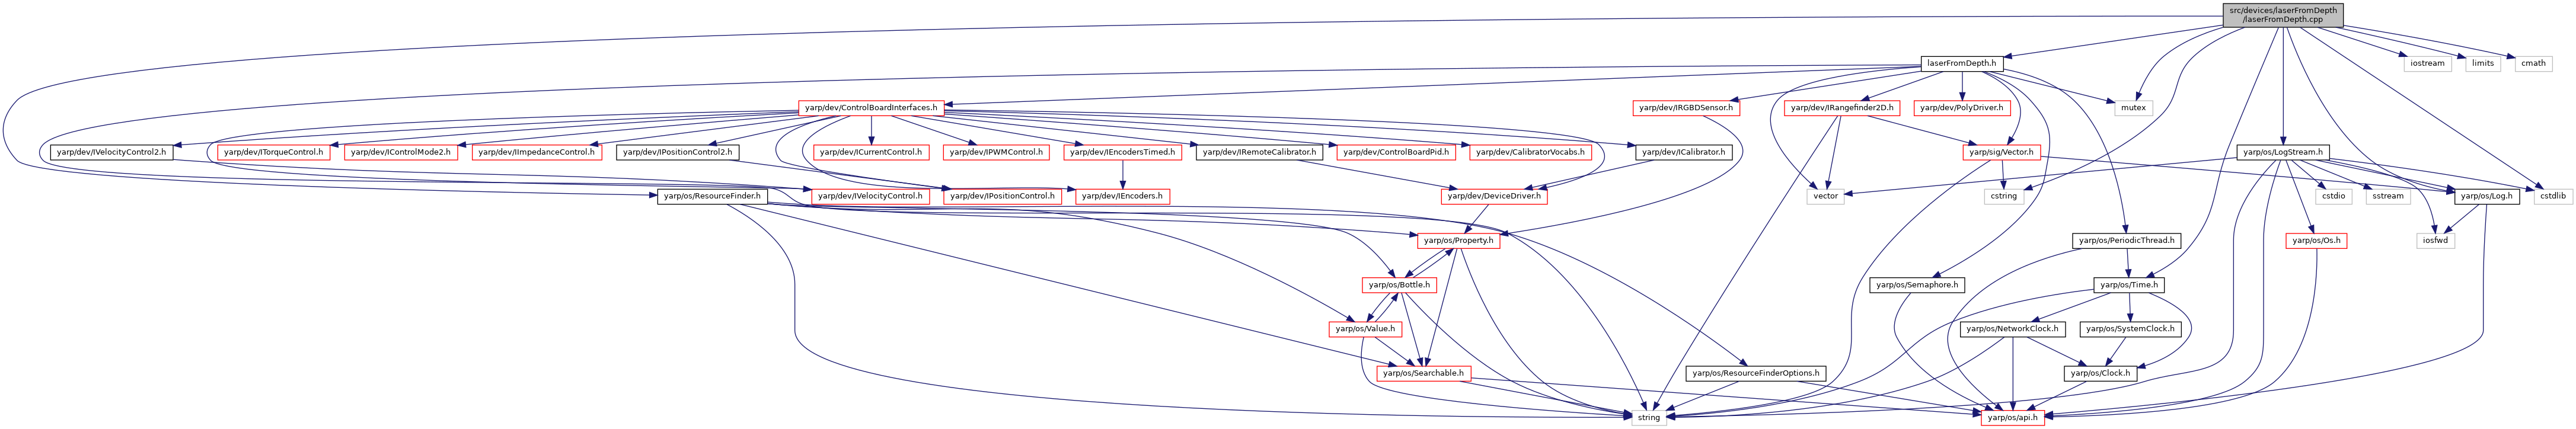 src/devices/laserFromDepth
/laserFromDepth.cpp
laserFromDepth.h
iostream
limits
cmath
yarp/dev/ControlBoardInterfaces.h
yarp/dev/IRGBDSensor.h
yarp/dev/IRangefinder2D.h
yarp/dev/PolyDriver.h
mutex
yarp/dev/IVelocityControl2.h
yarp/dev/ITorqueControl.h
yarp/dev/IControlMode2.h
yarp/dev/IImpedanceControl.h
yarp/dev/IPositionControl2.h
yarp/dev/ICurrentControl.h
yarp/dev/IPWMControl.h
yarp/dev/IEncodersTimed.h
yarp/dev/IRemoteCalibrator.h
yarp/dev/ControlBoardPid.h
yarp/dev/CalibratorVocabs.h
yarp/dev/ICalibrator.h
yarp/sig/Vector.h
yarp/os/LogStream.h
yarp/os/ResourceFinder.h
yarp/dev/IVelocityControl.h
yarp/dev/IPositionControl.h
yarp/dev/IEncoders.h
yarp/dev/DeviceDriver.h
vector
cstring
cstdio
sstream
yarp/os/Log.h
cstdlib
yarp/os/Property.h
yarp/os/PeriodicThread.h
yarp/os/Os.h
iosfwd
yarp/os/Bottle.h
yarp/os/Semaphore.h
yarp/os/Time.h
yarp/os/Value.h
yarp/os/NetworkClock.h
yarp/os/SystemClock.h
yarp/os/Searchable.h
yarp/os/ResourceFinderOptions.h
yarp/os/Clock.h
string
yarp/os/api.h